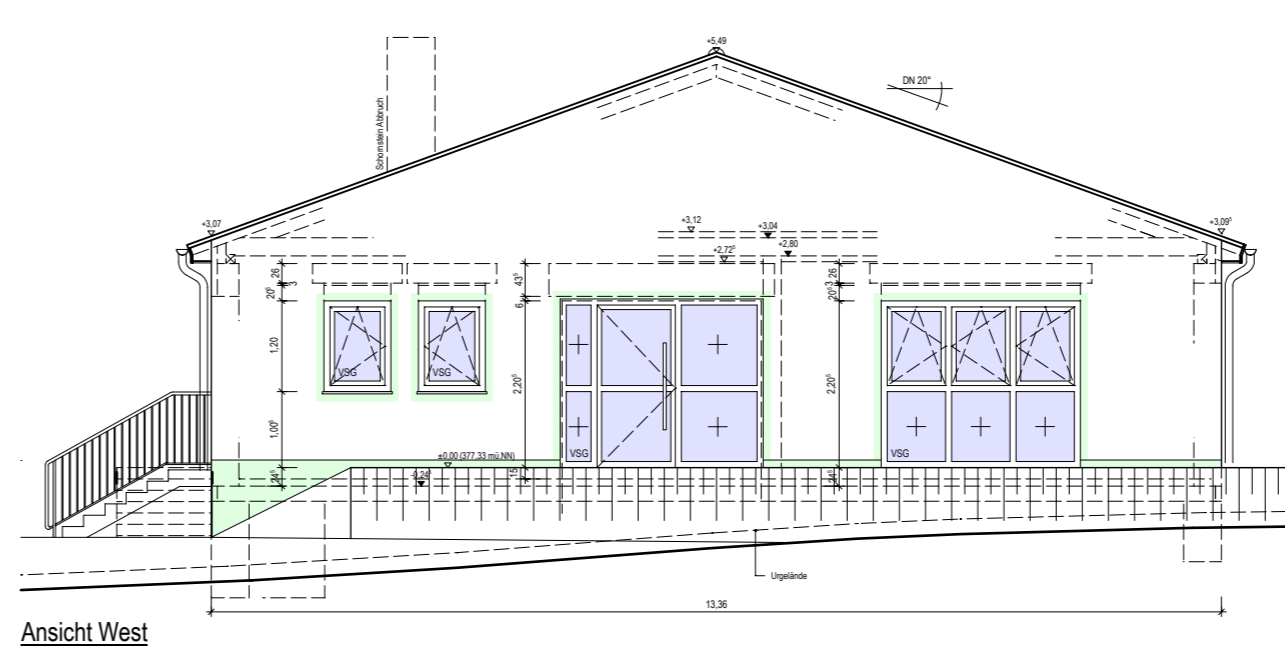 +5,49
DN 20°
Schornstein Abbruch
+3,07
+3,12
+3,04
+3,09⁵
+2,72⁵
+2,80
26
3
20⁵
1,20
1,00⁵
24⁵
43⁵
6
2,20⁵
15
26
3
20⁵
2,20⁵
24⁵
VSG
VSG
VSG
VSG
±0,00 (377,33 mü.NN)
-0,24⁵
Urgelände
13,36
Ansicht West